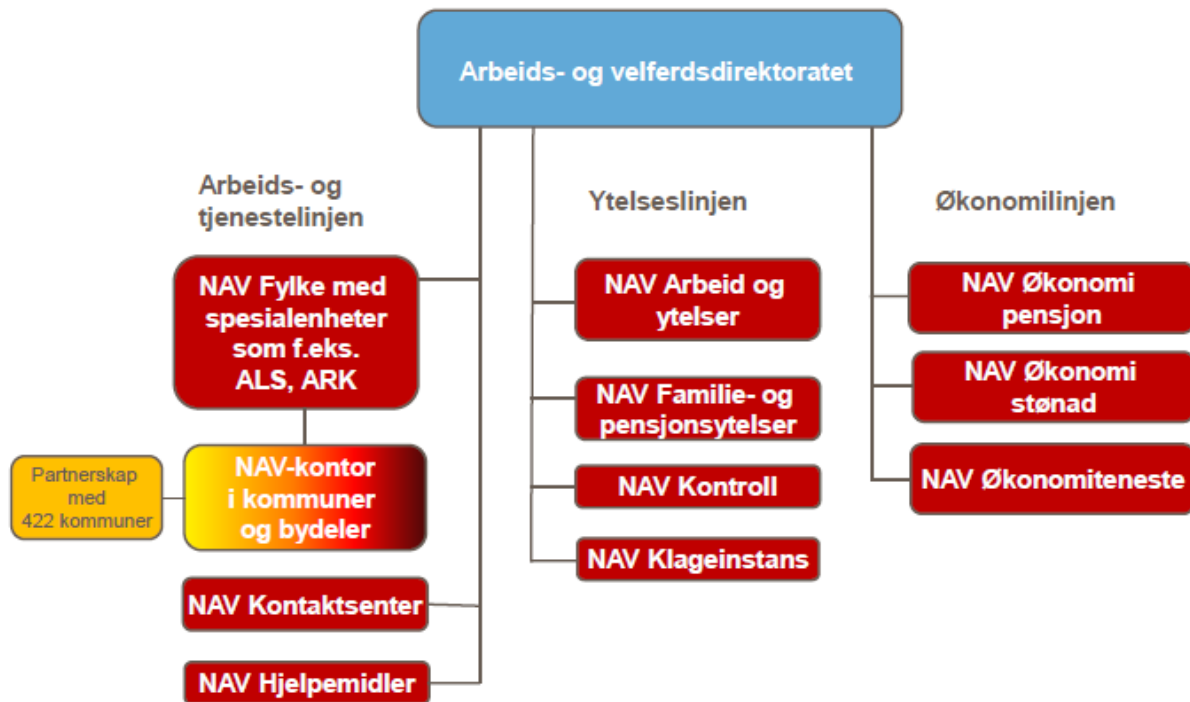 Arbeids- og velferdsdirektoratet
Arbeids- og
tjenestelinjen
NAV Fylke med
spesialenheter
som f.eks.
ALS, ARK
Partnerskap
med
422 kommuner
NAV-kontor
i kommuner
og bydeler
NAV Kontaktsenter
NAV Hjelpemidler
Ytelseslinjen
NAV Arbeid og
ytelser
NAV Familie- og
pensjonsytelser
NAV Kontroll
NAV Klageinstans
Økonomilinjen
NAV Økonomi
pensjon
NAV Økonomi
stønad
NAV Økonomiteneste